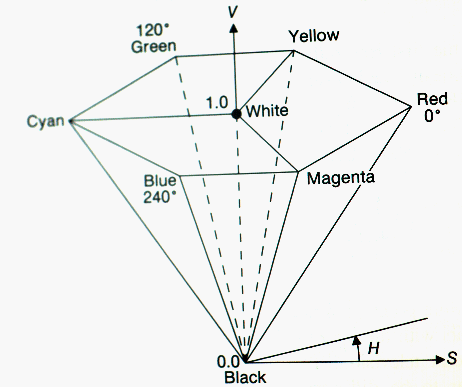 V
120°
Green
Yellow
Red
0°
1.0
White
Cyan
Blue
240°
Magenta
H
0.0
S
Black